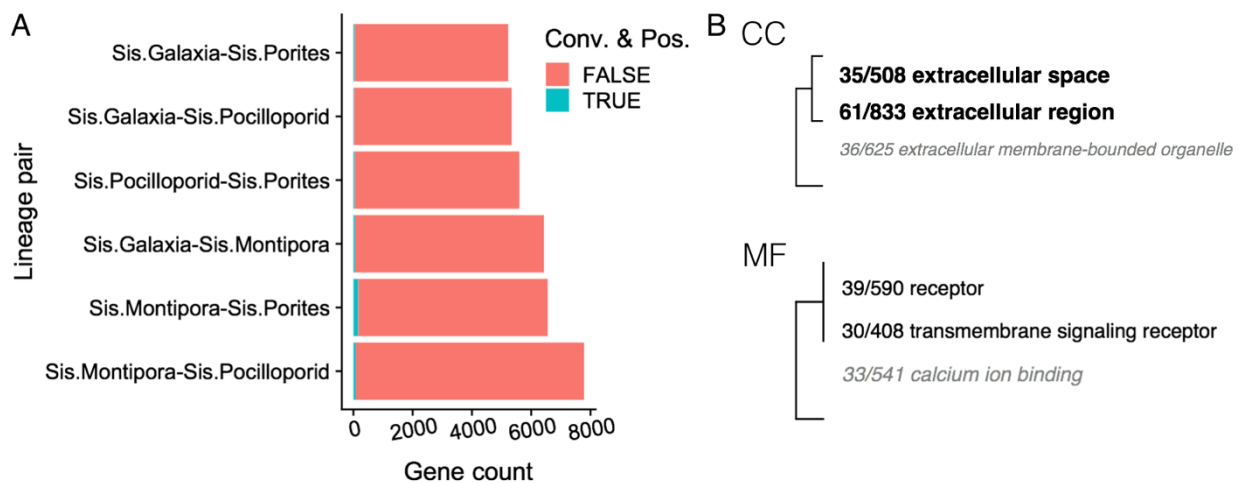 A
Lineage pair
Sis.Galaxia-Sis.Porites
Sis.Galaxia-Sis.Pocilloporid
Sis.Pocilloporid-Sis.Porites
Sis.Galaxia-Sis.Montipora
Sis.Montipora-Sis.Porites
Sis.Montipora-Sis.Pocilloporid
0
2000
4000
6000
8000
Gene count
Conv. & Pos.
FALSE
TRUE
B
CC
35/508 extracellular space
61/833 extracellular region
36/625 extracellular membrane-bounded organelle
MF
39/590 receptor
30/408 transmembrane signaling receptor
33/541 calcium ion binding